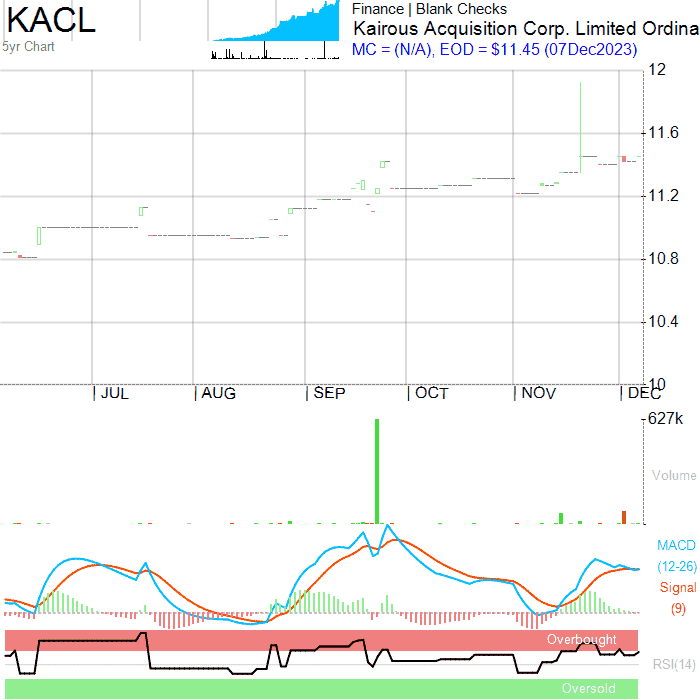 KACL
5yr Chart
Finance | Blank Checks
Kairous Acquisition Corp. Limited Ordina
MC = (N/A), EOD = $11.45 (07Dec2023)
12
11.6
11.2
10.8
10.4
10
JUL
AUG
SEP
OCT
NOV
DEC
627k
Volume
MACD
(12-26)
Signal
(9)
Overbought
RSI(14)
Oversold